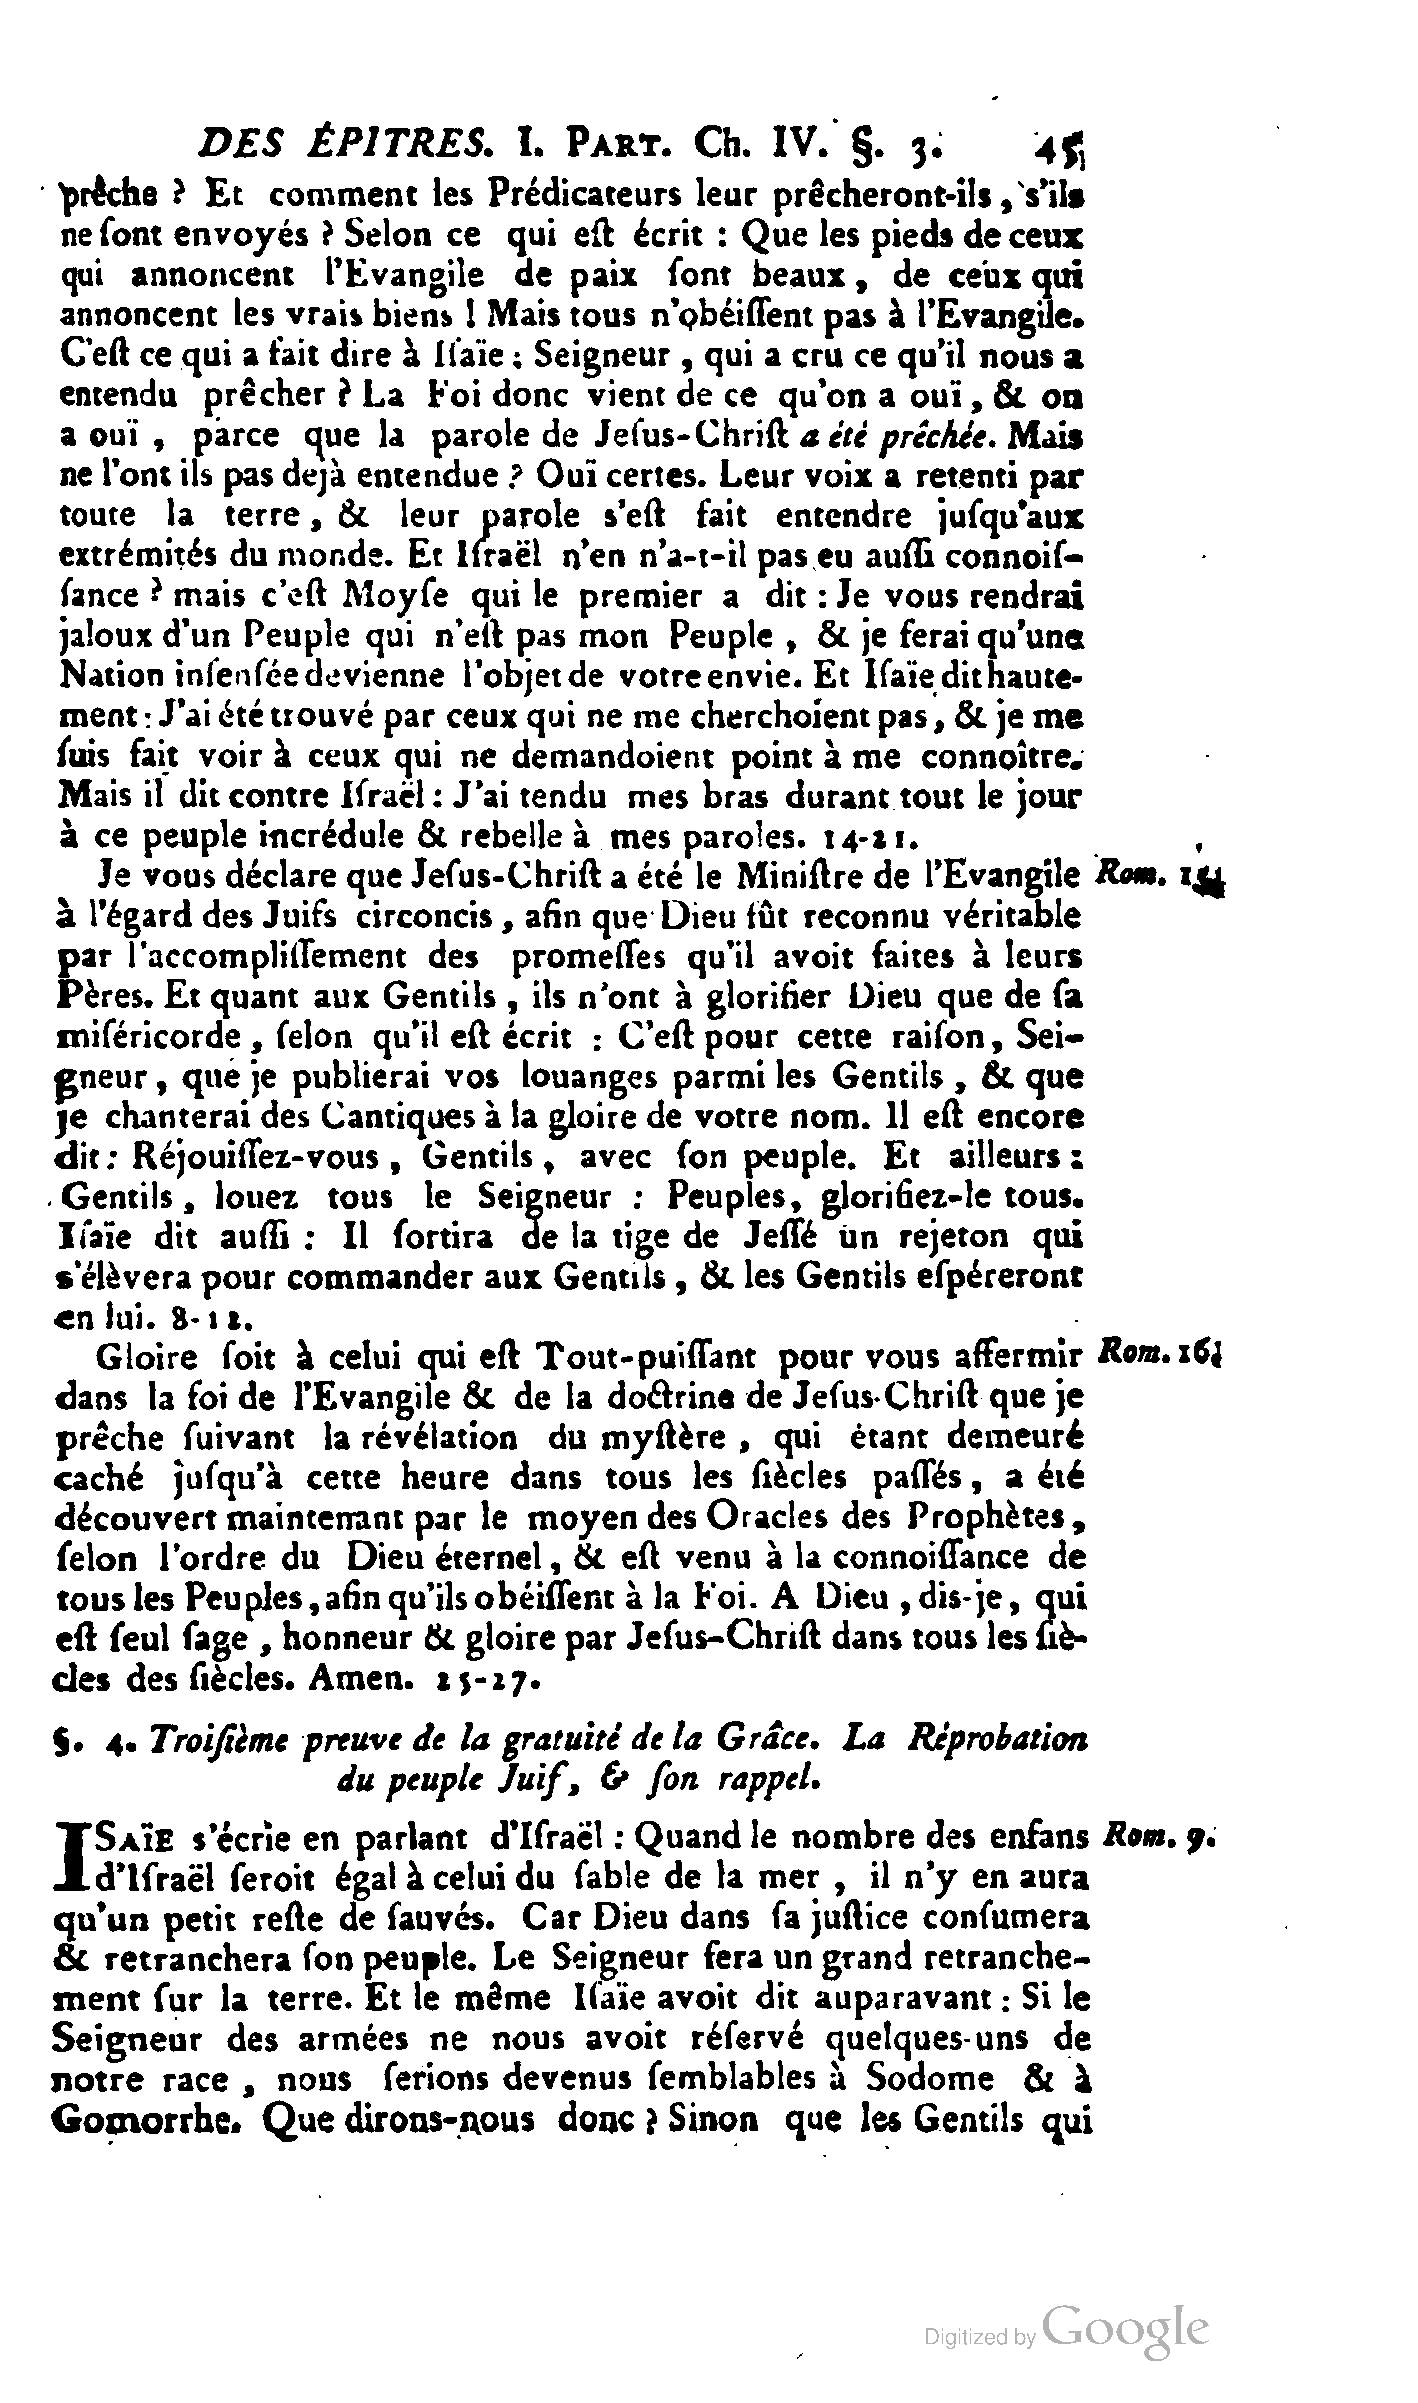 DES ÉPITRES. I. PART. Ch. IV. §. 3. 45
prêche ? Et comment les Prédicateurs leur prêcheront-ils, s'ils
ne ſont envoyés ? Selon ce qui eſt écrit : Que les pieds de ceux
qui annoncent l'Evangile de paix ſont beaux, de ceux qui
annoncent les vrais biens ! Mais tous n'obéiſſent pas à l'Evangile.
C'eſt ce qui a fait dire à Iſaïe : Seigneur, qui a cru ce qu'il nous a
entendu prêcher ? La Foi donc vient de ce qu'on a ouï, & on
a ouï, parce que la parole de Jeſus-Chriſt a été prêchée. Mais
ne l'ont ils pas dejà entendue ? Ouï certes. Leur voix a retenti par
toute la terre, & leur parole s'eſt fait entendre juſqu'aux
extrémités du monde. Et Iſraël n'en n'a-t-il pas eu auſſi connoiſ-
ſance ? mais c'eſt Moyſe qui le premier a dit : Je vous rendrai
jaloux d'un Peuple qui n'eſt pas mon Peuple, & je ferai qu'une
Nation inſenſée devienne l'objet de votre envie. Et Iſaïe dit haute-
ment : J'ai été trouvé par ceux qui ne me cherchoient pas, & je me
ſuis fait voir à ceux qui ne demandoient point à me connoître.
Mais il dit contre Iſraël : J'ai tendu mes bras durant tout le jour
à ce peuple incrédule & rebelle à mes paroles. 14-21.
Je vous déclare que Jeſus-Chriſt a été le Miniſtre de l'Evangile Rom.
à l'égard des Juifs circoncis, afin que Dieu fût reconnu véritable
par l'accompliſſement des promeſſes qu'il avoit faites à leurs
Pères. Et quant aux Gentils, ils n'ont à glorifier Dieu que de ſa
miſéricorde, ſelon qu'il eſt écrit : C'eſt pour cette raiſon, Sei-
gneur, que je publierai vos louanges parmi les Gentils, & que
je chanterai des Cantiques à la gloire de votre nom. Il eſt encore
dit : Réjouiſſez-vous, Gentils, avec ſon peuple. Et ailleurs :
Gentils, louez tous le Seigneur : Peuples, glorifiez-le tous.
Iſaïe dit auſſi : Il ſortira de la tige de Jeſſé un rejeton qui
s'élèvera pour commander aux Gentils, & les Gentils eſpéreront
en lui. 8-12.
Gloire ſoit à celui qui eſt Tout-puiſſant pour vous affermir Rom. 16.
dans la foi de l'Evangile & de la doctrine de Jeſus-Chriſt que je
prêche ſuivant la révélation du myſtère, qui étant demeuré
caché juſqu'à cette heure dans tous les ſiècles paſſés, a été
découvert maintenant par le moyen des Oracles des Prophètes,
ſelon l'ordre du Dieu éternel, & eſt venu à la connoiſſance de
tous les Peuples, afin qu'ils obéiſſent à la Foi. A Dieu, dis-je, qui
eſt ſeul ſage, honneur & gloire par Jeſus-Chriſt dans tous les ſiè-
cles des ſiècles. Amen. 25-27.
§. 4. Troiſième preuve de la gratuité de la Grâce. La Réprobation
du peuple Juif, & ſon rappel.
ISAÏE s'écrie en parlant d'Iſraël : Quand le nombre des enfans Rom. 9.
d'Iſraël ſeroit égal à celui du ſable de la mer, il n'y en aura
qu'un petit reſte de ſauvés. Car Dieu dans ſa juſtice conſumera
& retranchera ſon peuple. Le Seigneur fera un grand retranche-
ment ſur la terre. Et le même Iſaïe avoit dit auparavant : Si le
Seigneur des armées ne nous avoit réſervé quelques-uns de
notre race, nous ſerions devenus ſemblables à Sodome & à
Gomorrhe. Que dirons-nous donc ? Sinon que les Gentils qui
Digitized by Google